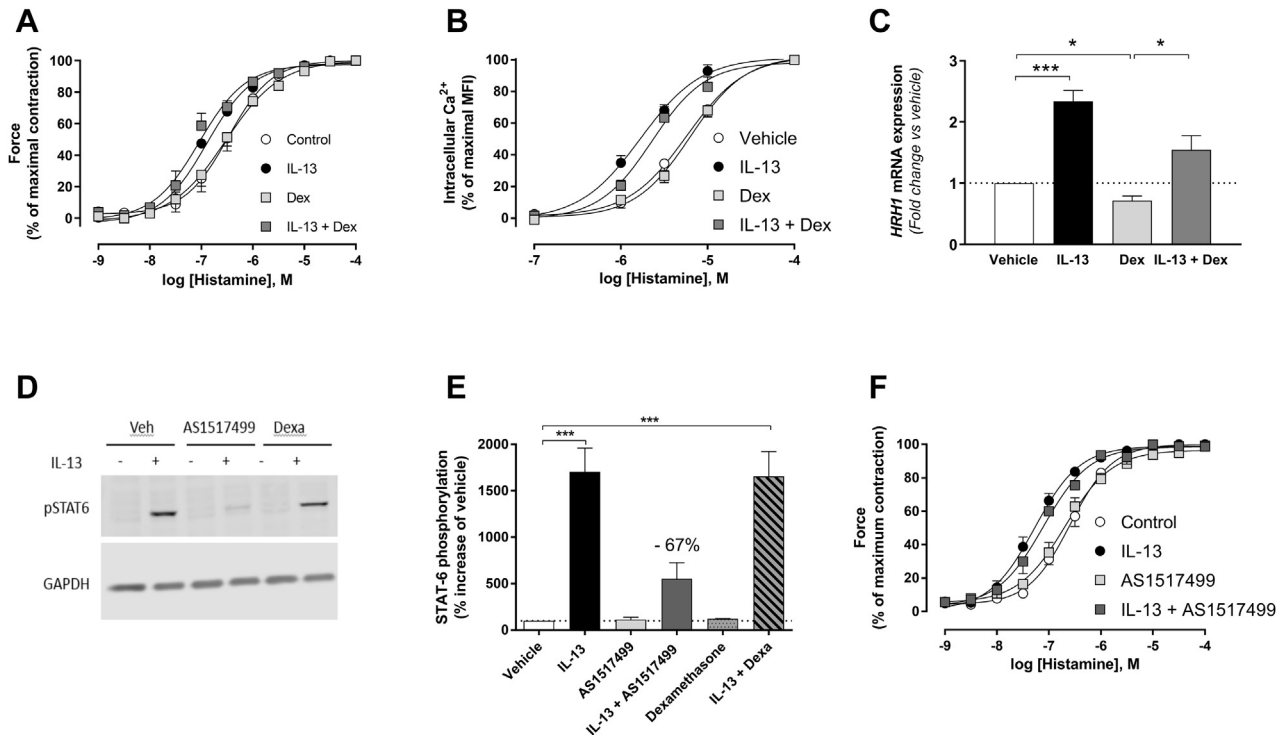 A
Force
(% of maximal contraction)
100
80
60
40
20
0
-9
-8
-7
-6
-5
-4
log [Histamine], M
Control
IL-13
Dex
IL-13 + Dex
B
Intracellular Ca²⁺
(% of maximal MFI)
100
80
60
40
20
0
-7
-6
-5
-4
log [Histamine], M
Vehicle
IL-13
Dex
IL-13 + Dex
C
HRH1 mRNA expression
(Fold change vs vehicle)
3
2
1
0
* *
***
Vehicle IL-13 Dex IL-13 + Dex
D
Veh AS1517499 Dexa
IL-13 - + - + - +
pSTAT6
GAPDH
E
STAT-6 phosphorylation
(% increase of vehicle)
2000
1500
1000
500
0
***
***
- 67%
Vehicle
IL-13
AS1517499
IL-13 + AS1517499
Dexamethasone
IL-13 + Dexa
F
Force
(% of maximum contraction)
100
80
60
40
20
0
-9
-8
-7
-6
-5
-4
log [Histamine], M
Control
IL-13
AS1517499
IL-13 + AS1517499